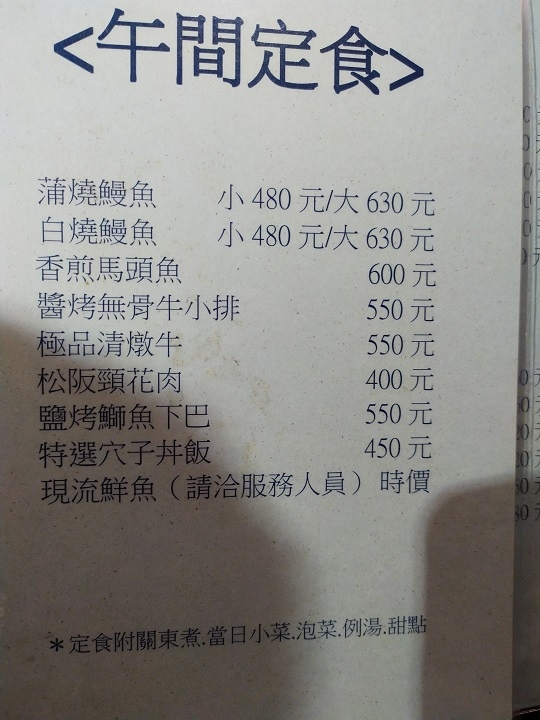 <午間定食>
蒲燒鰻魚 小 480 元/大 630 元
白燒鰻魚 小 480 元/大 630 元
香煎馬頭魚 600 元
醬烤無骨牛小排 550 元
極品清燉牛 550 元
松阪頸花肉 400 元
鹽烤鰤魚下巴 550 元
特選穴子丼飯 450 元
現流鮮魚（請洽服務人員）時價
＊定食附關東煮.當日小菜.泡菜.例湯.甜點